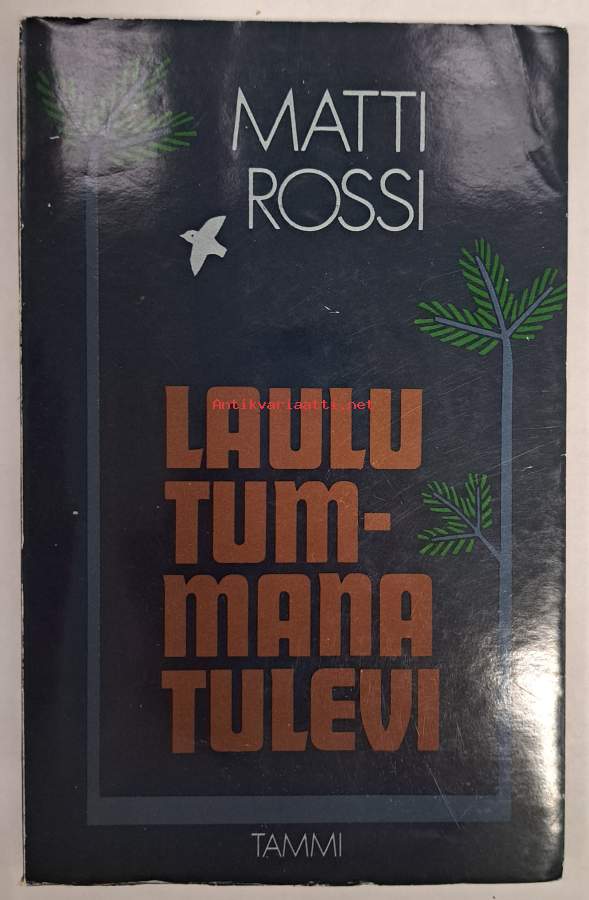 MATTI
ROSSI
LAULU
Antikvariaatti.net
TUM-
MANA
TULEVI
TAMMI